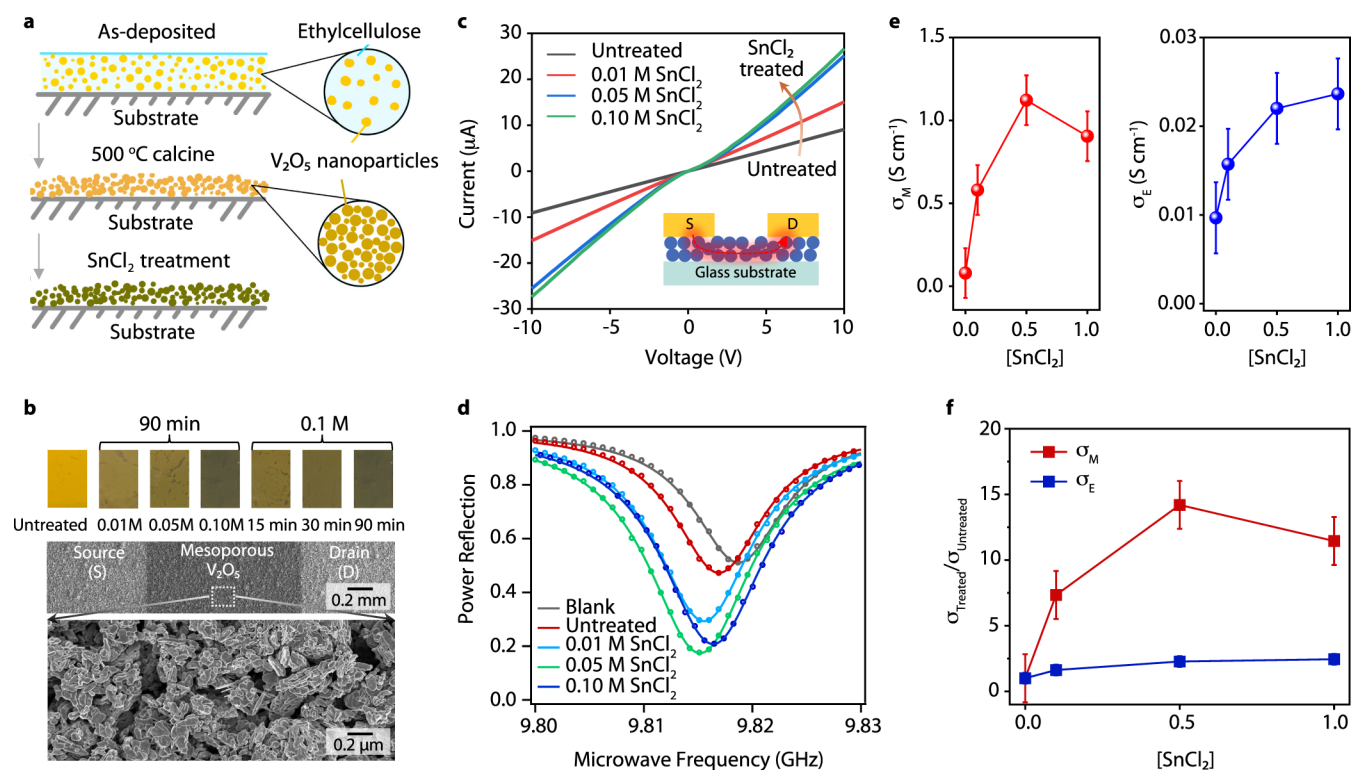 a
As-deposited
Ethylcellulose
Substrate
500 °C calcine
V₂O₅ nanoparticles
Substrate
SnCl₂ treatment
Substrate
b
90 min
0.1 M
Untreated 0.01M 0.05M 0.10M 15 min 30 min 90 min
Source
(S)
Mesoporous
V₂O₅
Drain
(D)
0.2 mm
0.2 µm
c
Current (µA)
30
20
10
0
-10
-20
-30
Untreated
0.01 M SnCl₂
0.05 M SnCl₂
0.10 M SnCl₂
SnCl₂
treated
Untreated
S
D
Glass substrate
-10 -5 0 5 10
Voltage (V)
d
Power Reflection
1.0
0.8
0.6
0.4
0.2
0.0
Blank
Untreated
0.01 M SnCl₂
0.05 M SnCl₂
0.10 M SnCl₂
9.80 9.81 9.82 9.83
Microwave Frequency (GHz)
e
σM (S cm⁻¹)
1.5
1.0
0.5
0.0
0.0 0.5 1.0
[SnCl₂]
σE (S cm⁻¹)
0.03
0.02
0.01
0.00
0.0 0.5 1.0
[SnCl₂]
f
σTreated/σUntreated
20
15
10
5
0
σM
σE
0.0 0.5 1.0
[SnCl₂]